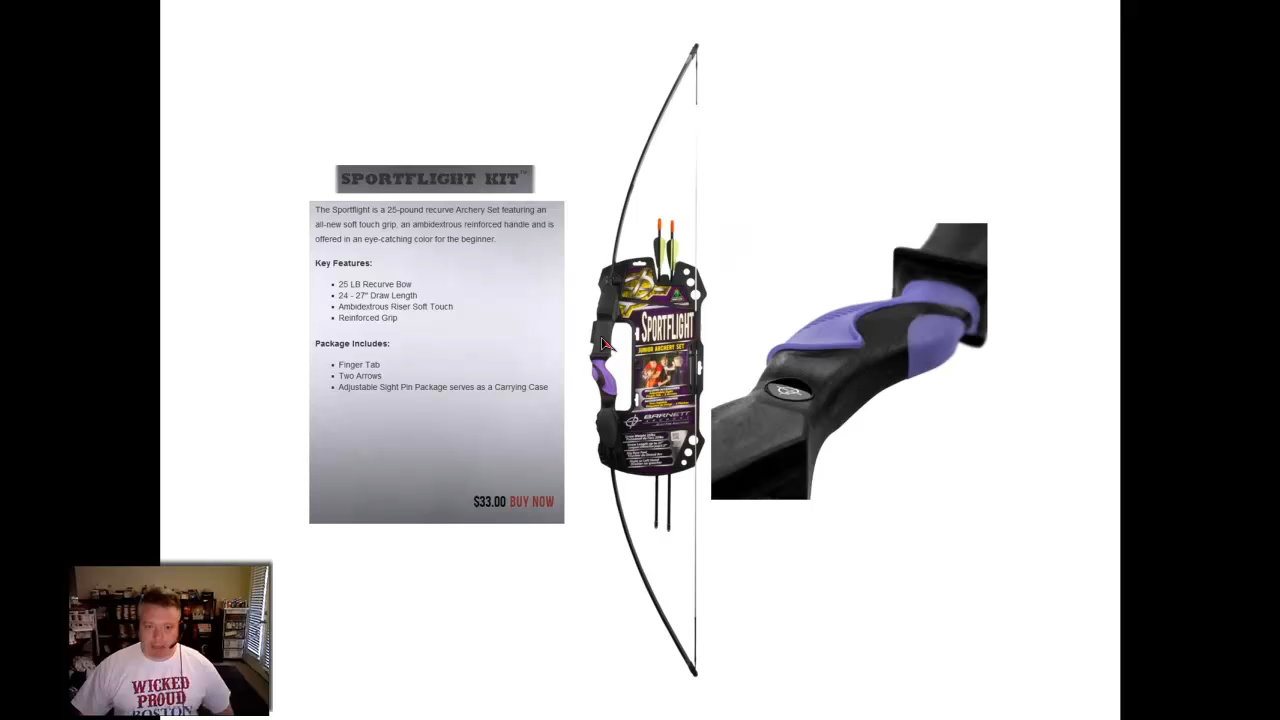 SPORTFLIGHT KIT™
The Sportflight is a 25-pound recurve Archery Set featuring an
all-new soft touch grip, an ambidextrous reinforced handle and is
offered in an eye-catching color for the beginner.
Key Features:
• 25 LB Recurve Bow
• 24 - 27" Draw Length
• Ambidextrous Riser Soft Touch
• Reinforced Grip
Package Includes:
• Finger Tab
• Two Arrows
• Adjustable Sight Pin Package serves as a Carrying Case
$33.00 BUY NOW
SPORTFLIGHT
JUNIOR ARCHERY SET
BARNETT
WICKED
PROUD
BOSTON